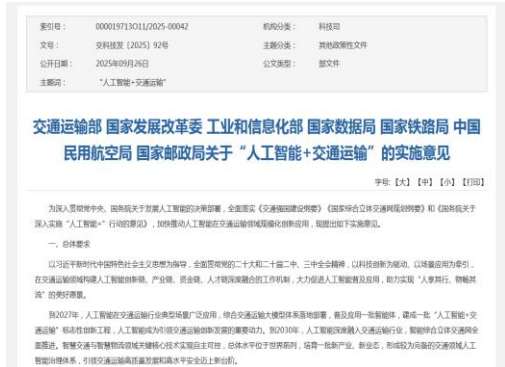 索引号： 000019713O11/2025-00042 机构分类： 科技司
文号： 交科技发〔2025〕92号 主题分类： 其他政策性文件
公开日期： 2025年09月26日 公文类型： 部文件
主题词： “人工智能+交通运输”
交通运输部 国家发展改革委 工业和信息化部 国家数据局 国家铁路局 中国
民用航空局 国家邮政局关于“人工智能+交通运输”的实施意见
字号:【大】【中】【小】【打印】
为深入贯彻党中央、国务院关于发展人工智能的决策部署，全面落实《交通强国建设纲要》《国家综合立体交通网规划纲要》和《国务院关于
深入实施“人工智能+”行动的意见》，加快推动人工智能在交通运输领域规模化创新应用，现提出如下实施意见。
一、总体要求
以习近平新时代中国特色社会主义思想为指导，全面贯彻党的二十大和二十届二中、三中全会精神，以科技创新为驱动、以场景应用为牵引，
在交通运输领域构建人工智能创新链、产业链、资金链、人才链深度融合的工作机制，大力促进人工智能普及应用，助力实现“人享其行、物畅其
流”的美好愿景。
到2027年，人工智能在交通运输行业典型场景广泛应用，综合交通运输大模型体系落地部署，普及应用一批智能体，建成一批“人工智能+交
通运输”标志性创新工程，人工智能成为引领交通运输创新发展的重要动力。到2030年，人工智能深度融入交通运输行业，智能综合立体交通网全
面推进。智慧交通与智慧物流领域关键核心技术实现自主可控，总体水平位于世界前列，培育一批新产业、新业态，形成较为完备的交通领域人工
智能治理体系，引领交通运输高质量发展和高水平安全迈上新台阶。